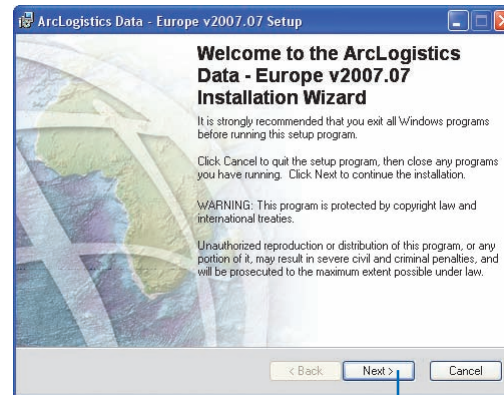 ArcLogistics Data - Europe v2007.07 Setup
Welcome to the ArcLogistics
Data - Europe v2007.07
Installation Wizard
It is strongly recommended that you exit all Windows programs
before running this setup program.
Click Cancel to quit the setup program, then close any programs
you have running. Click Next to continue the installation.
WARNING: This program is protected by copyright law and
international treaties.
Unauthorized reproduction or distribution of this program, or any
portion of it, may result in severe civil and criminal penalties, and
will be prosecuted to the maximum extent possible under law.
< Back
Next >
Cancel